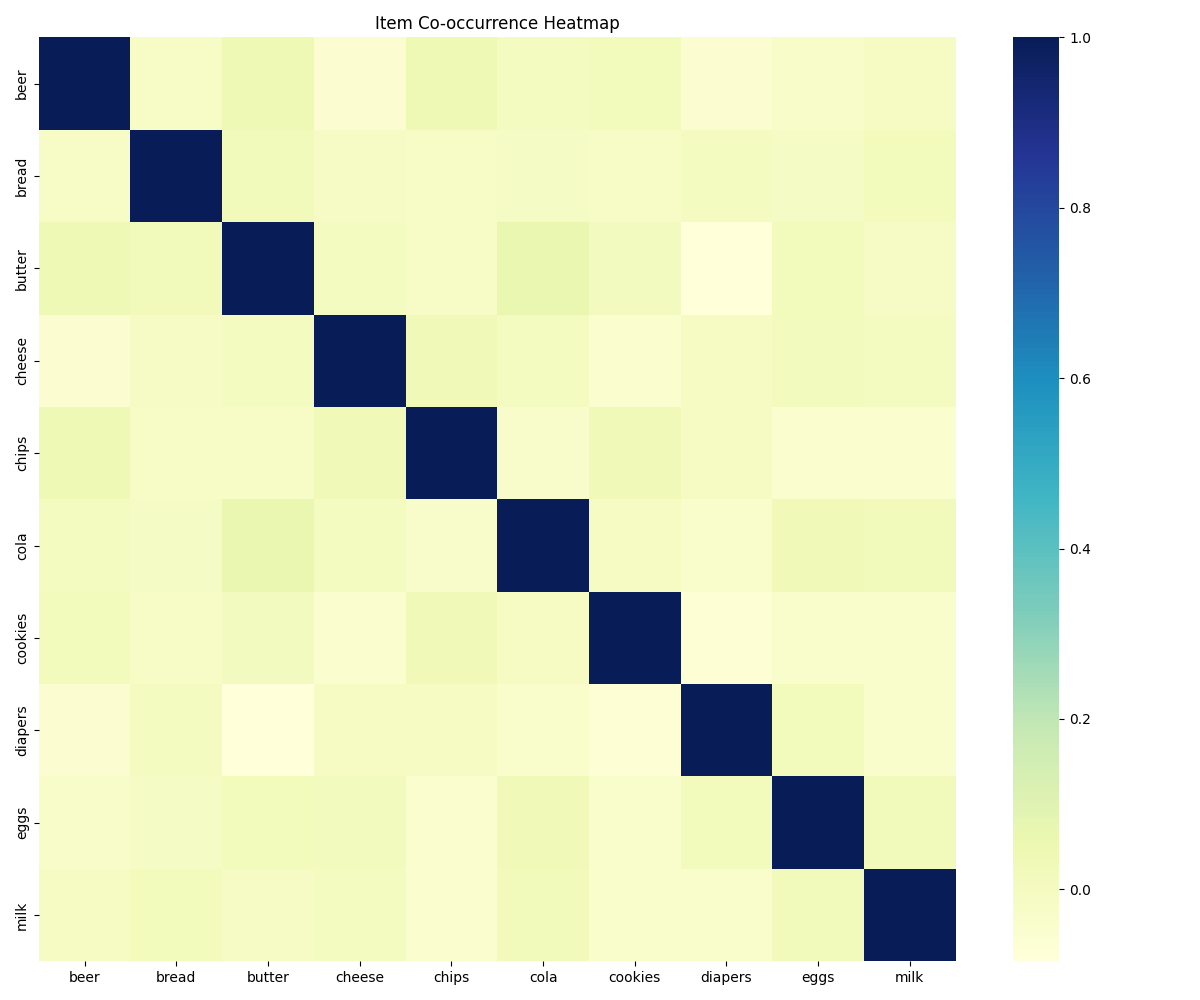 Item Co-occurrence Heatmap
beer
bread
butter
cheese
chips
cola
cookies
diapers
eggs
milk
beer bread butter cheese chips cola cookies diapers eggs milk
1.0
0.8
0.6
0.4
0.2
0.0